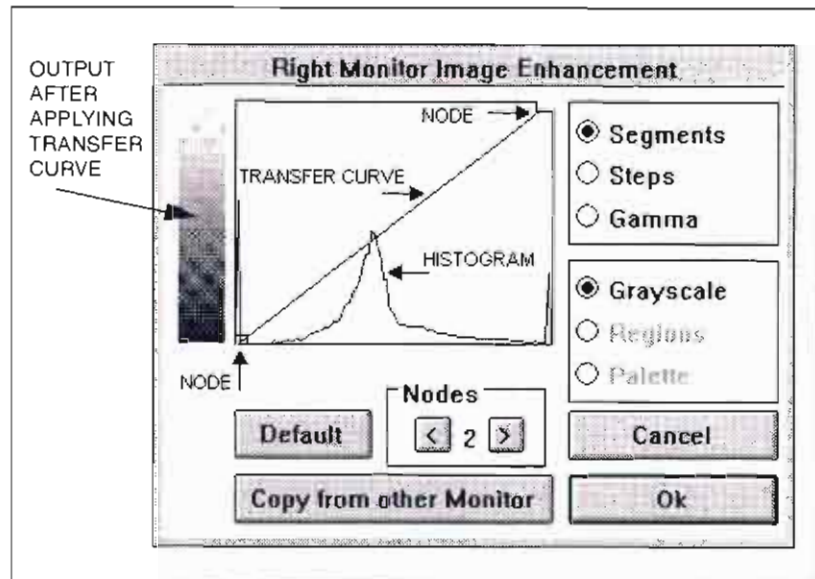 OUTPUT
AFTER
APPLYING
TRANSFER
CURVE
Right Monitor Image Enhancement
NODE
TRANSFER CURVE
HISTOGRAM
NODE
Segments
Steps
Gamma
Grayscale
Regions
Palette
Nodes
< 2 >
Default
Cancel
Copy from other Monitor
Ok